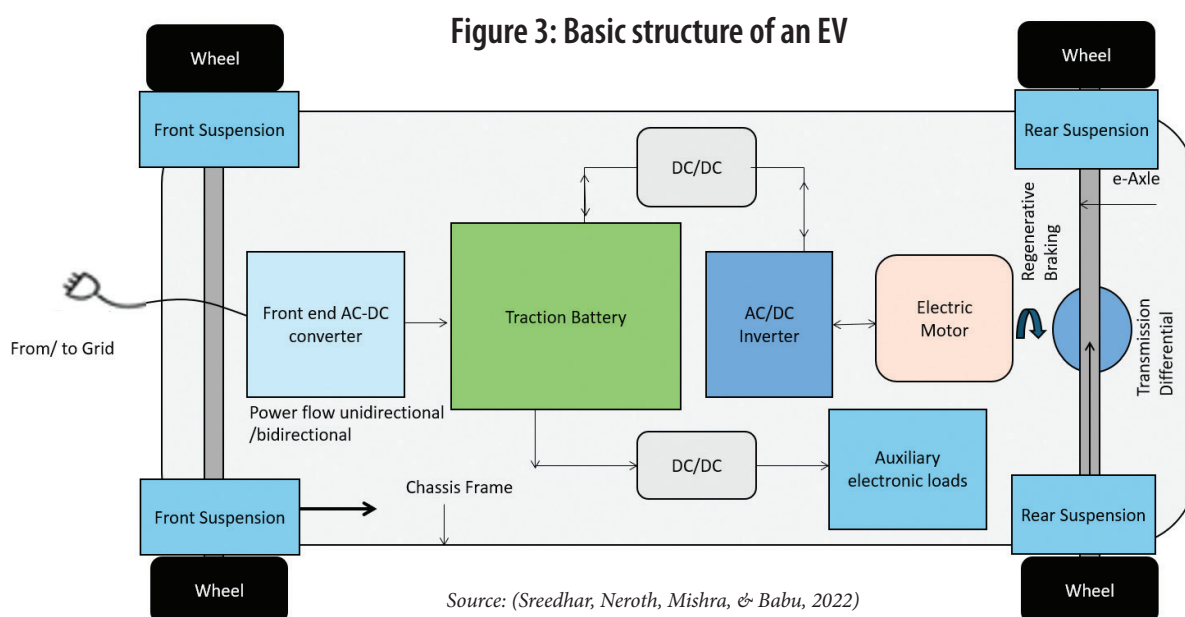 Figure 3: Basic structure of an EV
Wheel
Wheel
Front Suspension
Rear Suspension
DC/DC
e-Axle
Regenerative
Braking
Front end AC-DC
converter
Traction Battery
AC/DC
Inverter
Electric
Motor
Transmission
Differential
From/ to Grid
Power flow unidirectional
/bidirectional
DC/DC
Auxiliary
electronic loads
Chassis Frame
Front Suspension
Rear Suspension
Wheel
Wheel
Source: (Sreedhar, Neroth, Mishra, & Babu, 2022)